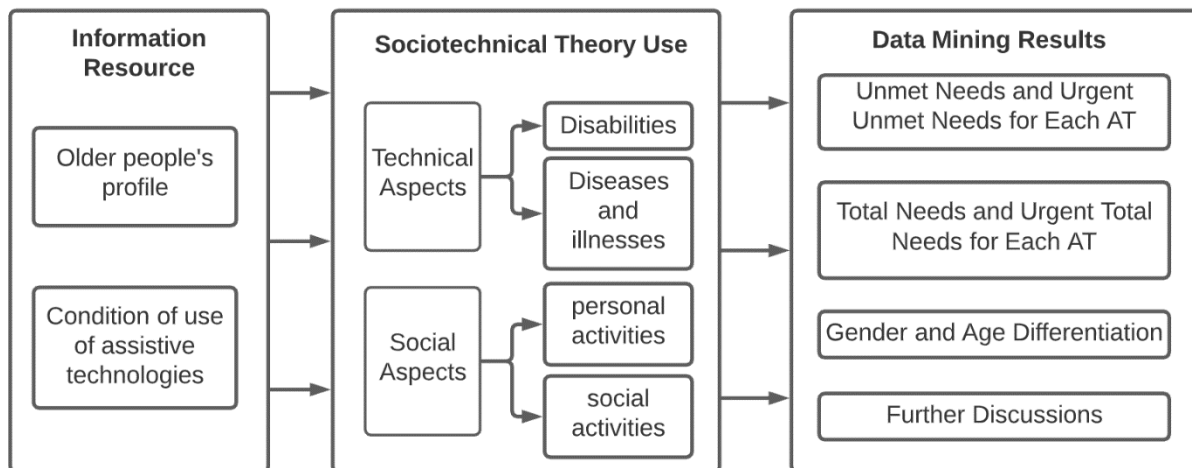 Information
Resource
Older people's
profile
Condition of use
of assistive
technologies
Sociotechnical Theory Use
Technical
Aspects
Disabilities
Diseases
and
illnesses
Social
Aspects
personal
activities
social
activities
Data Mining Results
Unmet Needs and Urgent
Unmet Needs for Each AT
Total Needs and Urgent Total
Needs for Each AT
Gender and Age Differentiation
Further Discussions